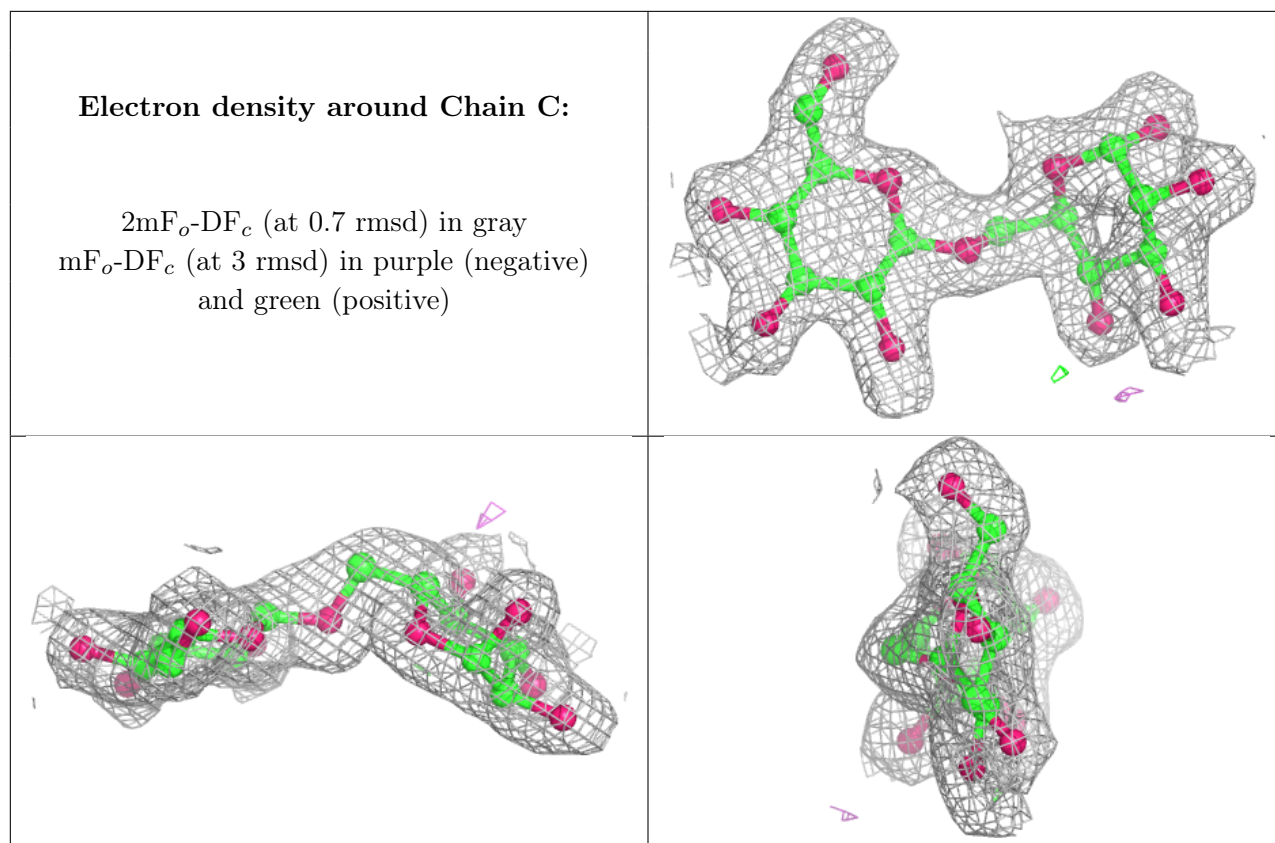 Electron density around Chain C:
2mFₒ-DF𝒸 (at 0.7 rmsd) in gray
mFₒ-DF𝒸 (at 3 rmsd) in purple (negative)
and green (positive)